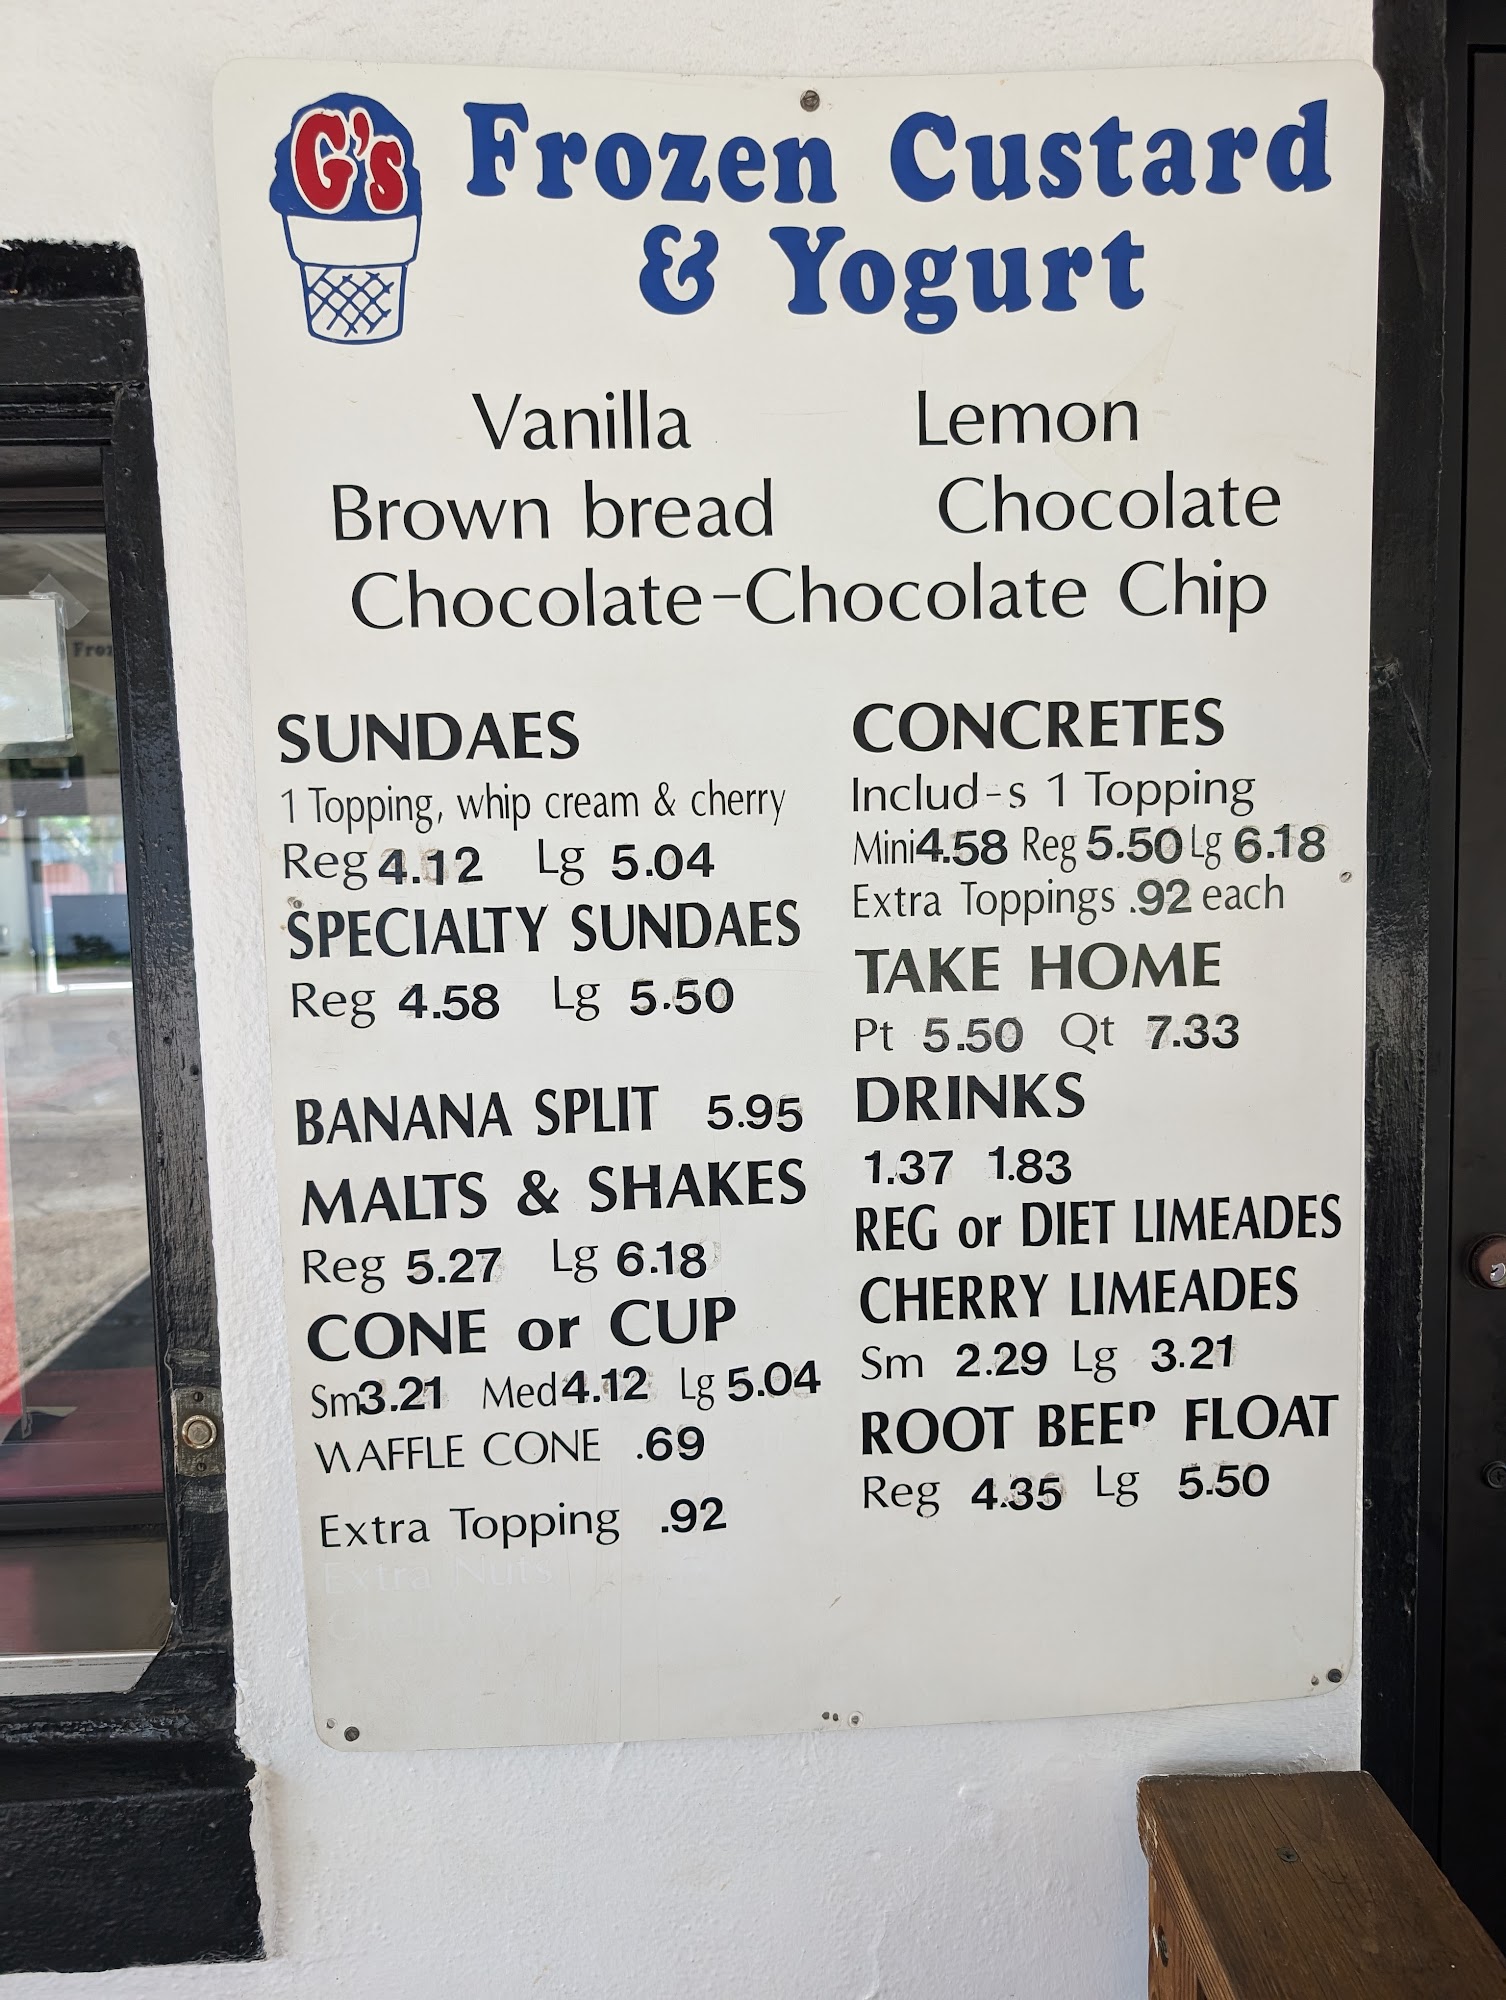 G's Frozen Custard
& Yogurt
Vanilla Lemon
Brown bread Chocolate
Chocolate-Chocolate Chip
SUNDAES
1 Topping, whip cream & cherry
Reg 4.12 Lg 5.04
SPECIALTY SUNDAES
Reg 4.58 Lg 5.50
BANANA SPLIT 5.95
MALTS & SHAKES
Reg 5.27 Lg 6.18
CONE or CUP
Sm 3.21 Med 4.12 Lg 5.04
WAFFLE CONE .69
Extra Topping .92
Extra Nuts
CONCRETES
Includ-s 1 Topping
Mini 4.58 Reg 5.50 Lg 6.18
Extra Toppings .92 each
TAKE HOME
Pt 5.50 Qt 7.33
DRINKS
1.37 1.83
REG or DIET LIMEADES
CHERRY LIMEADES
Sm 2.29 Lg 3.21
ROOT BEER FLOAT
Reg 4.35 Lg 5.50